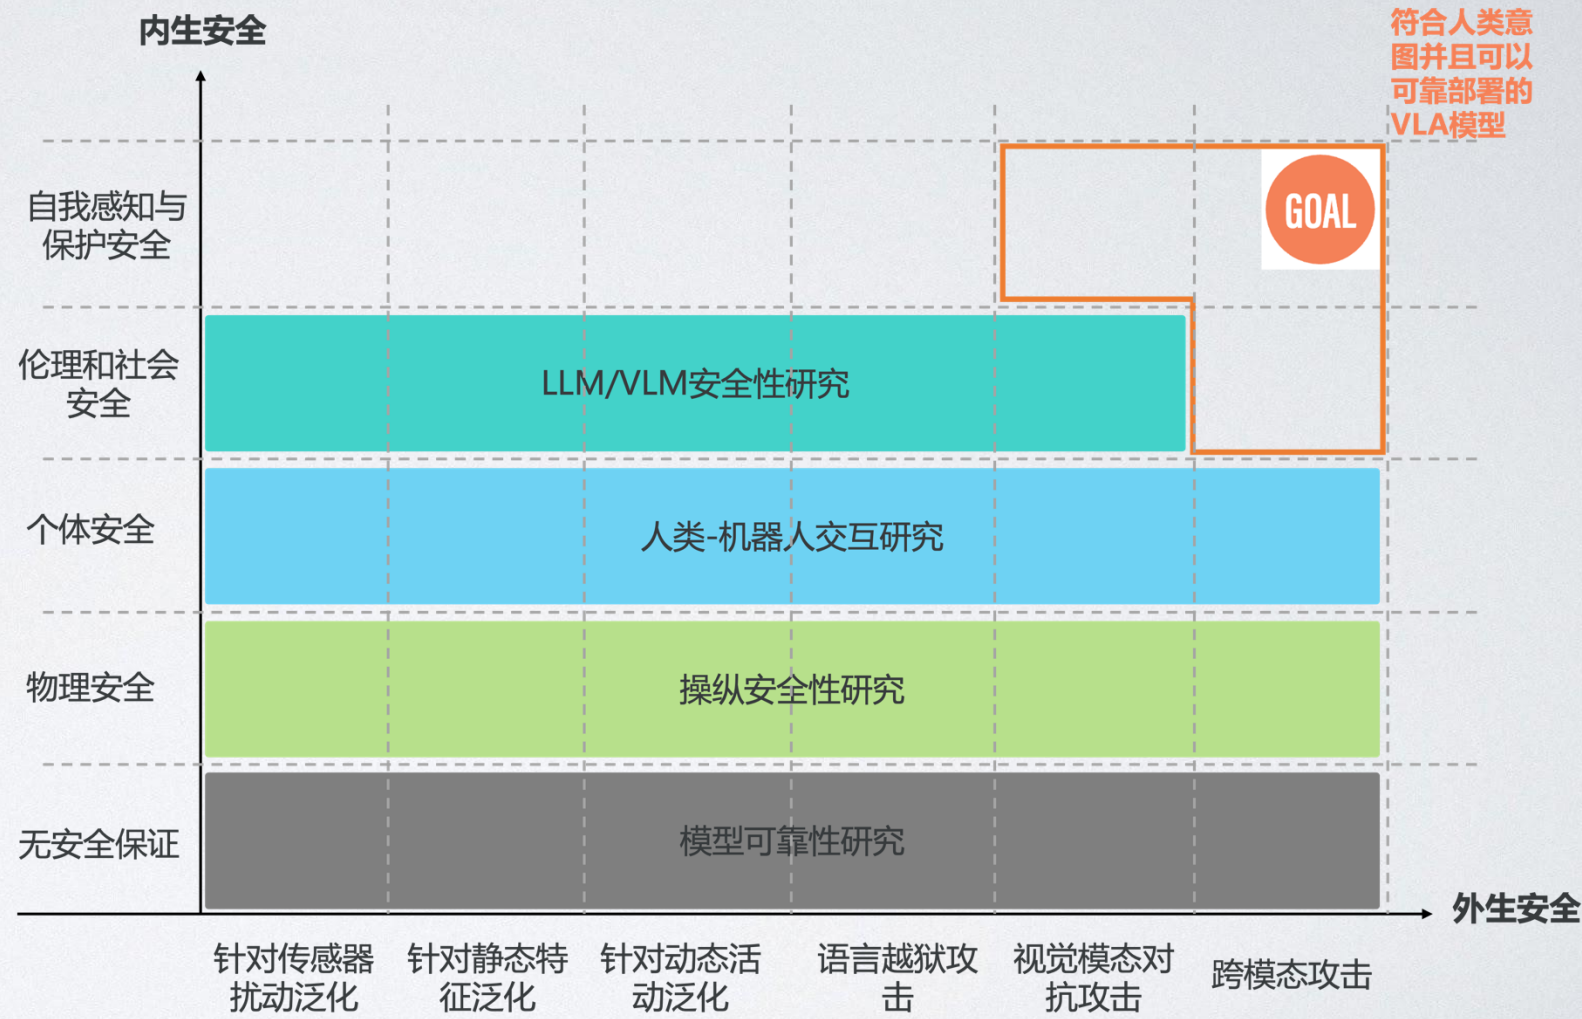 内生安全
符合人类意
图并且可以
可靠部署的
VLA模型
自我感知与
保护安全
GOAL
伦理和社会
安全
LLM/VLM安全性研究
个体安全
人类-机器人交互研究
物理安全
操纵安全性研究
无安全保证
模型可靠性研究
外生安全
针对传感器
扰动泛化
针对静态特
征泛化
针对动态活
动泛化
语言越狱攻
击
视觉模态对
抗攻击
跨模态攻击